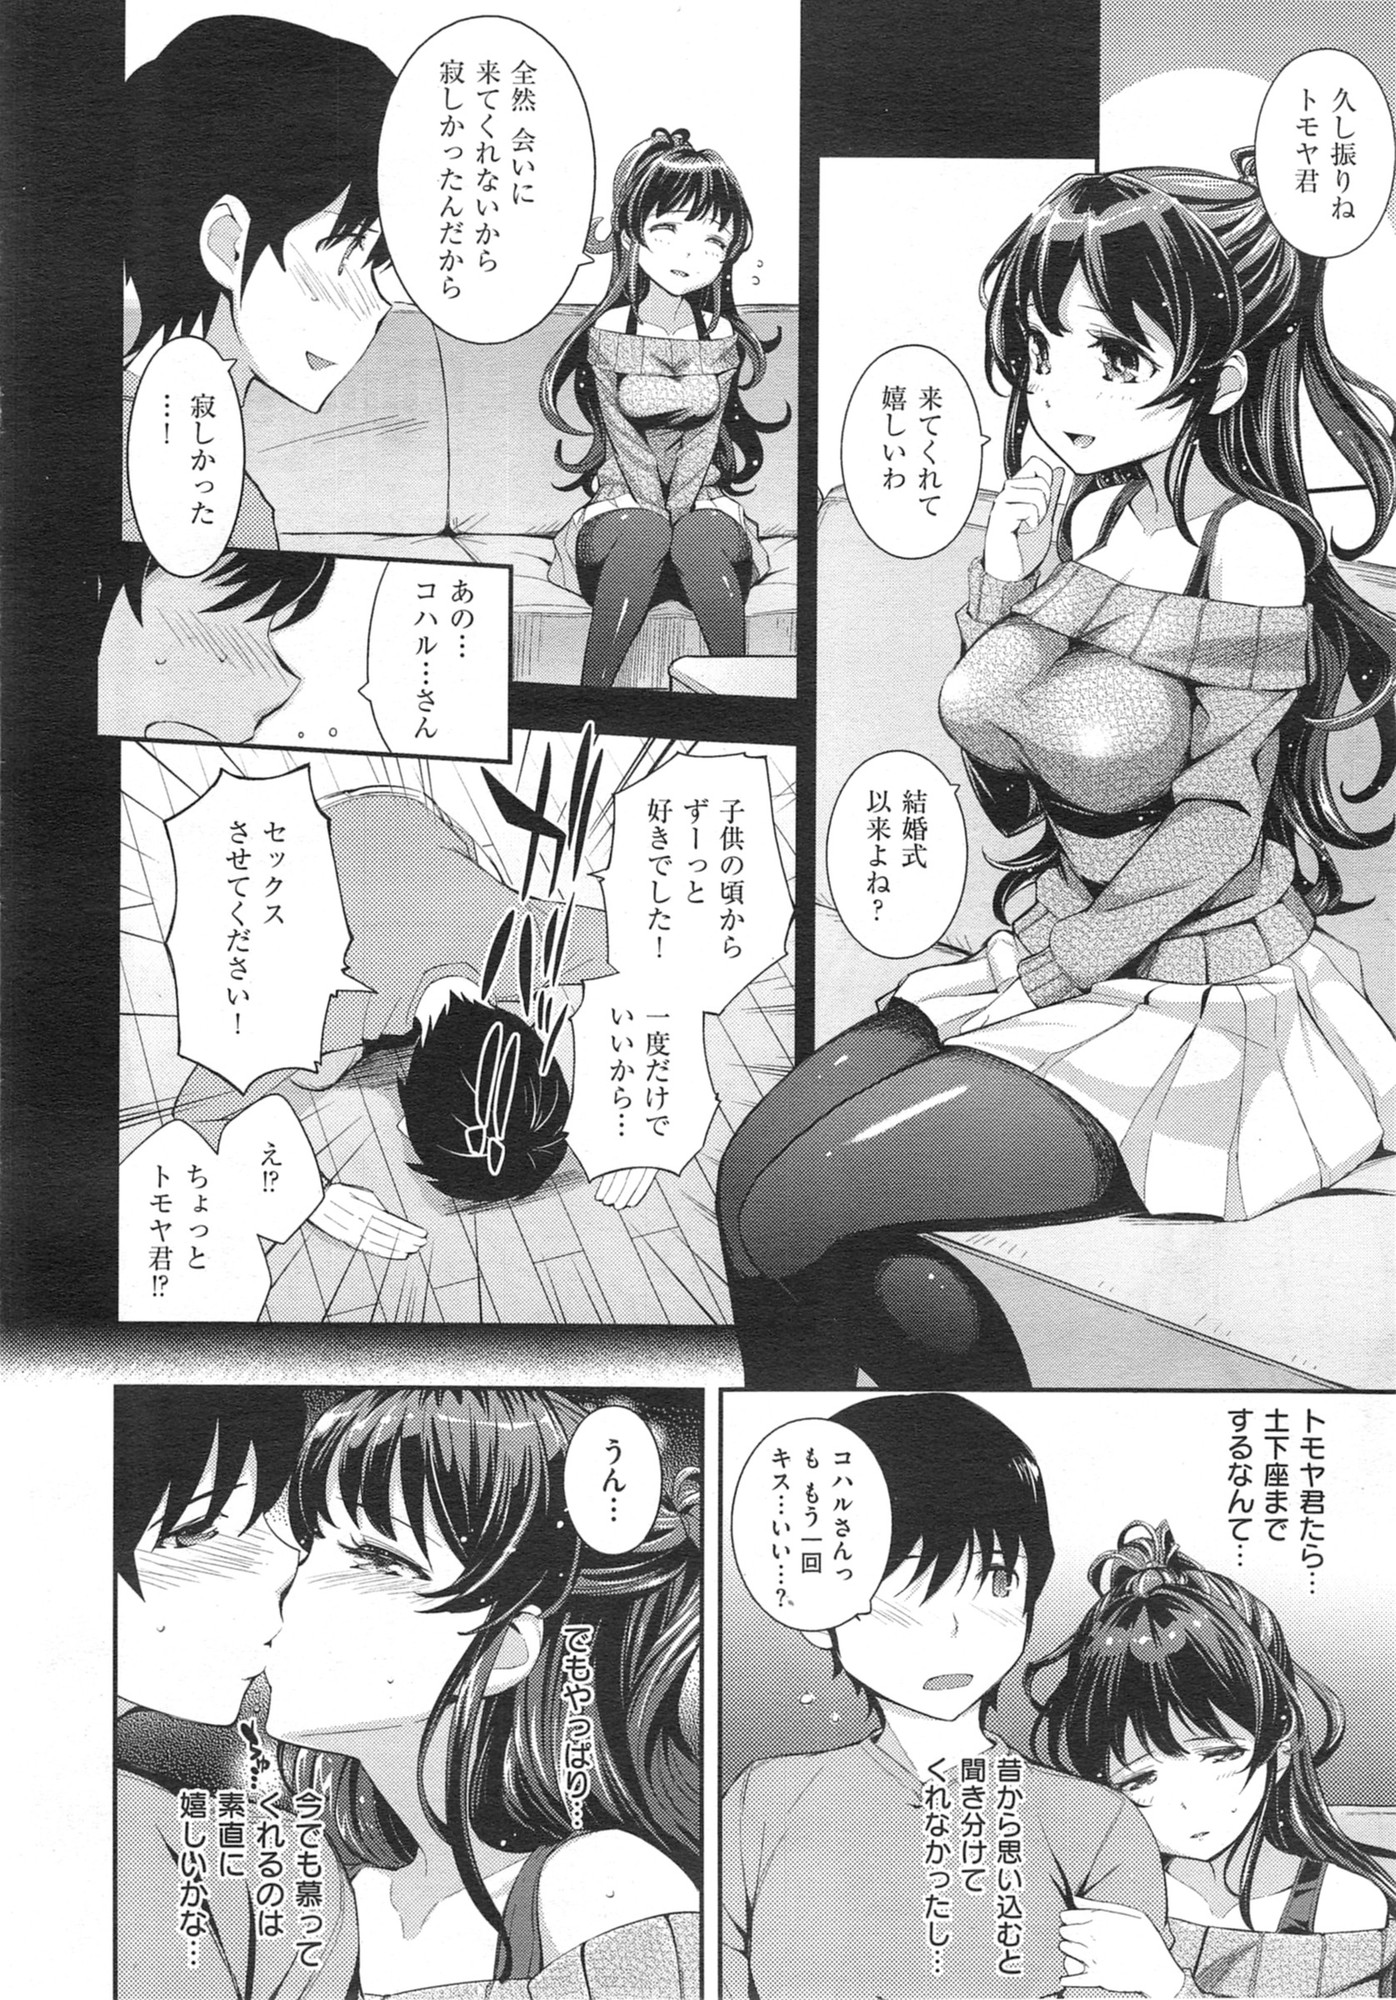 久し振りね
トモヤ君
来てくれて
嬉しいわ
結婚式
以来よね?
全然 会いに
来てくれないから
寂しかったんだから
寂しかった
…!
あの…
コハル…さん
子供の頃から
ずーっと
好きでした!
一度だけで
いいから…
セックス
させてください!
え!?
ちょっと
トモヤ君!?
トモヤ君たら…
土下座まで
するなんて…
コハルさんっ
も もう一回
キス…いい…?
昔から思い込むと
聞き分けて
くれなかったし…
うん…
でもやっぱり…
今でも慕って
くれるのは
素直に
嬉しいかな…